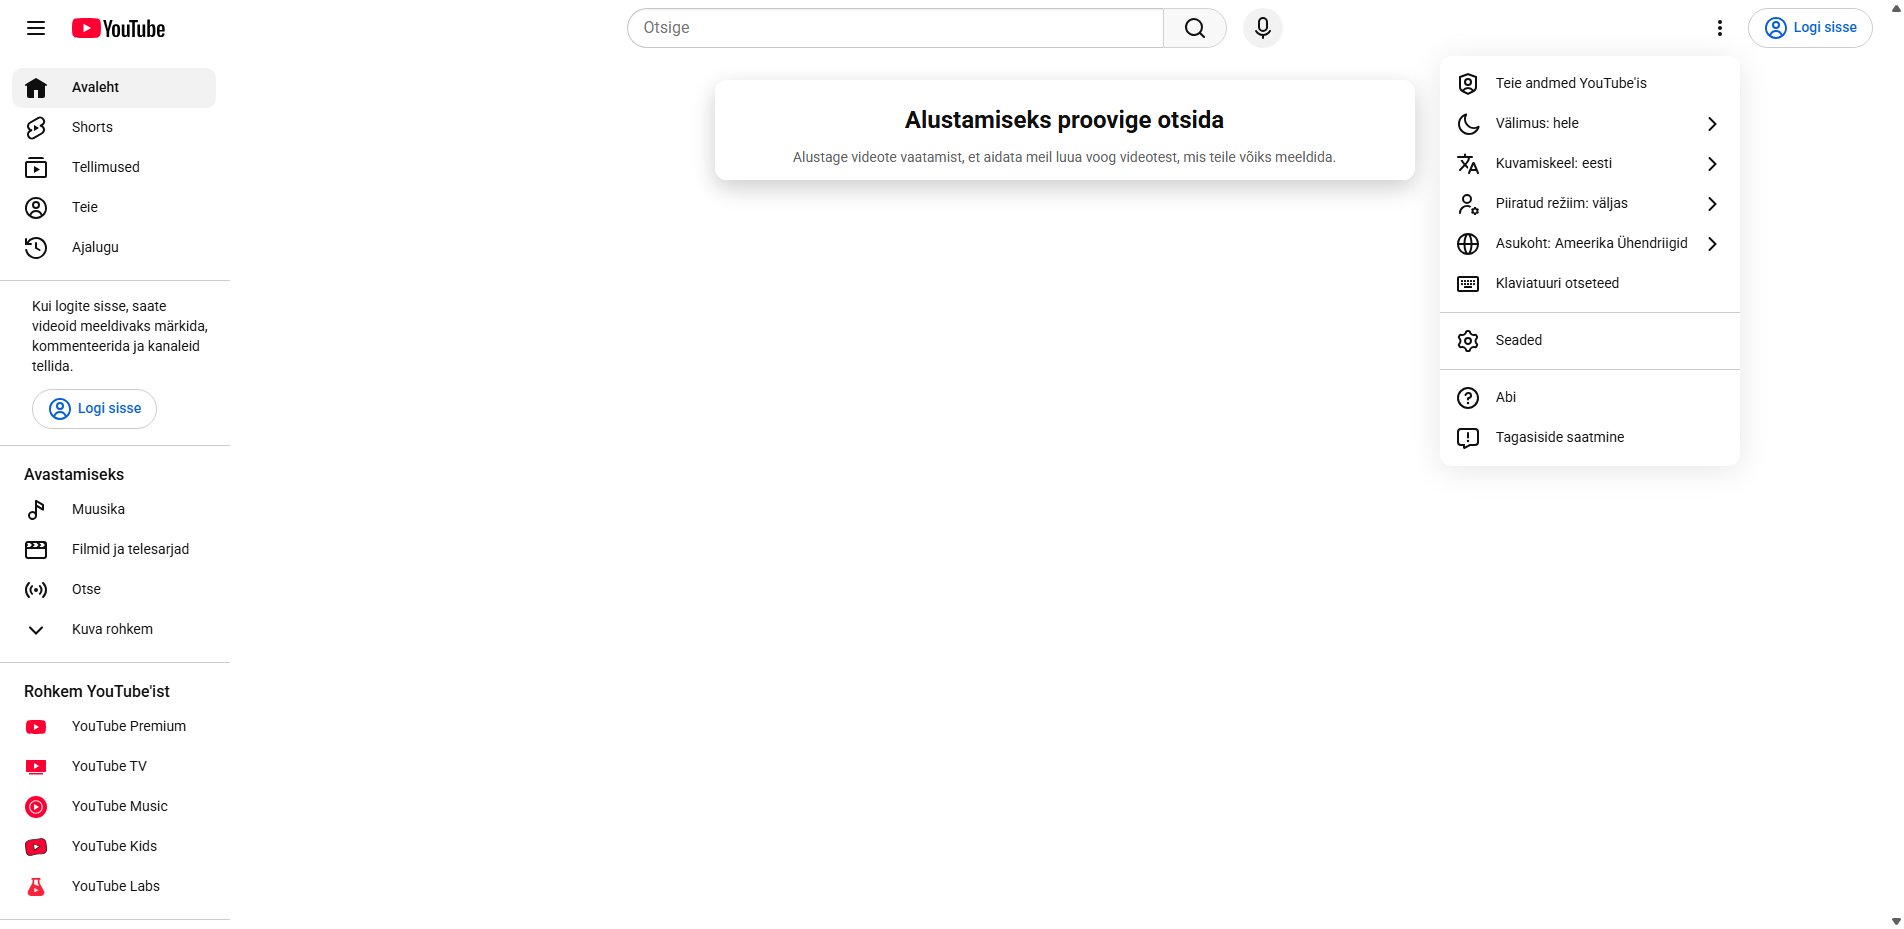 YouTube
Otsige
Logi sisse
Avaleht
Shorts
Tellimused
Teie
Ajalugu
Kui logite sisse, saate
videoid meeldivaks märkida,
kommenteerida ja kanaleid
tellida.
Logi sisse
Avastamiseks
Muusika
Filmid ja telesarjad
Otse
Kuva rohkem
Rohkem YouTube'ist
YouTube Premium
YouTube TV
YouTube Music
YouTube Kids
YouTube Labs
Alustamiseks proovige otsida
Alustage videote vaatamist, et aidata meil luua voog videotest, mis teile võiks meeldida.
Teie andmed YouTube'is
Välimus: hele
Kuvamiskeel: eesti
Piiratud režiim: väljas
Asukoht: Ameerika Ühendriigid
Klaviatuuri otseteed
Seaded
Abi
Tagasiside saatmine